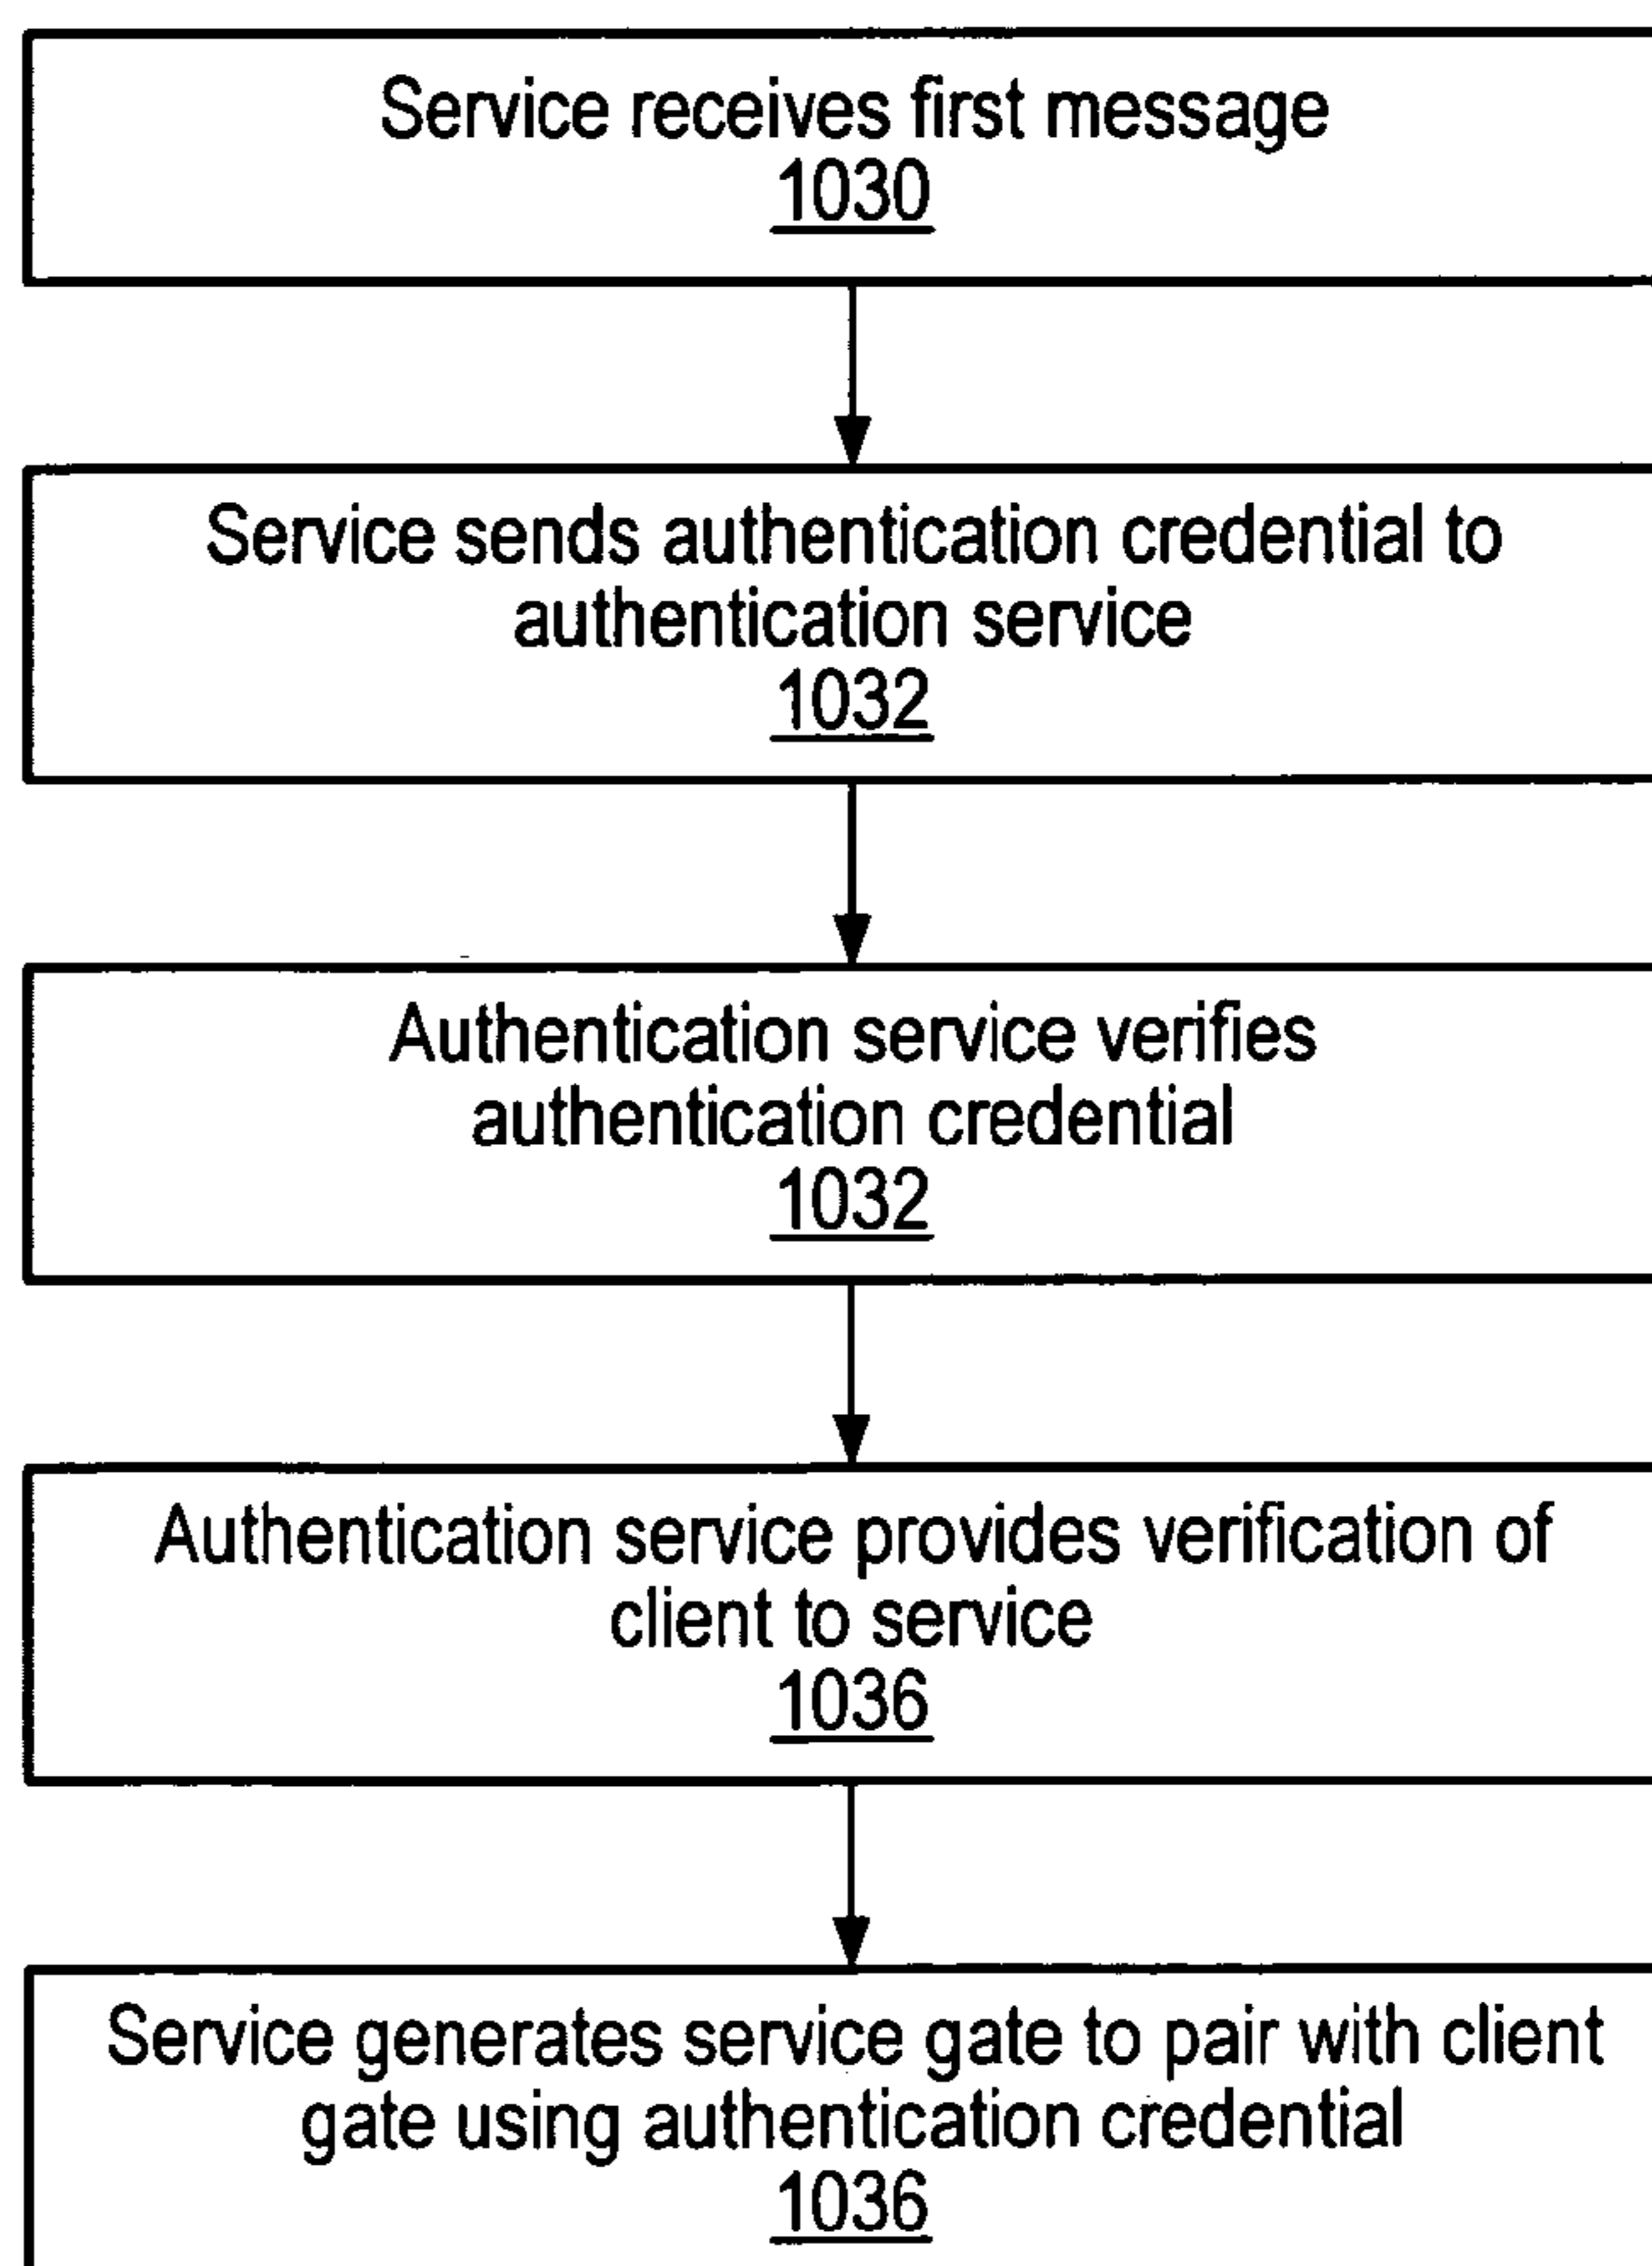 Service receives first message
1030
Service sends authentication credential to
authentication service
1032
Authentication service verifies
authentication credential
1032
Authentication service provides verification of
client to service
1036
Service generates service gate to pair with client
gate using authentication credential
1036